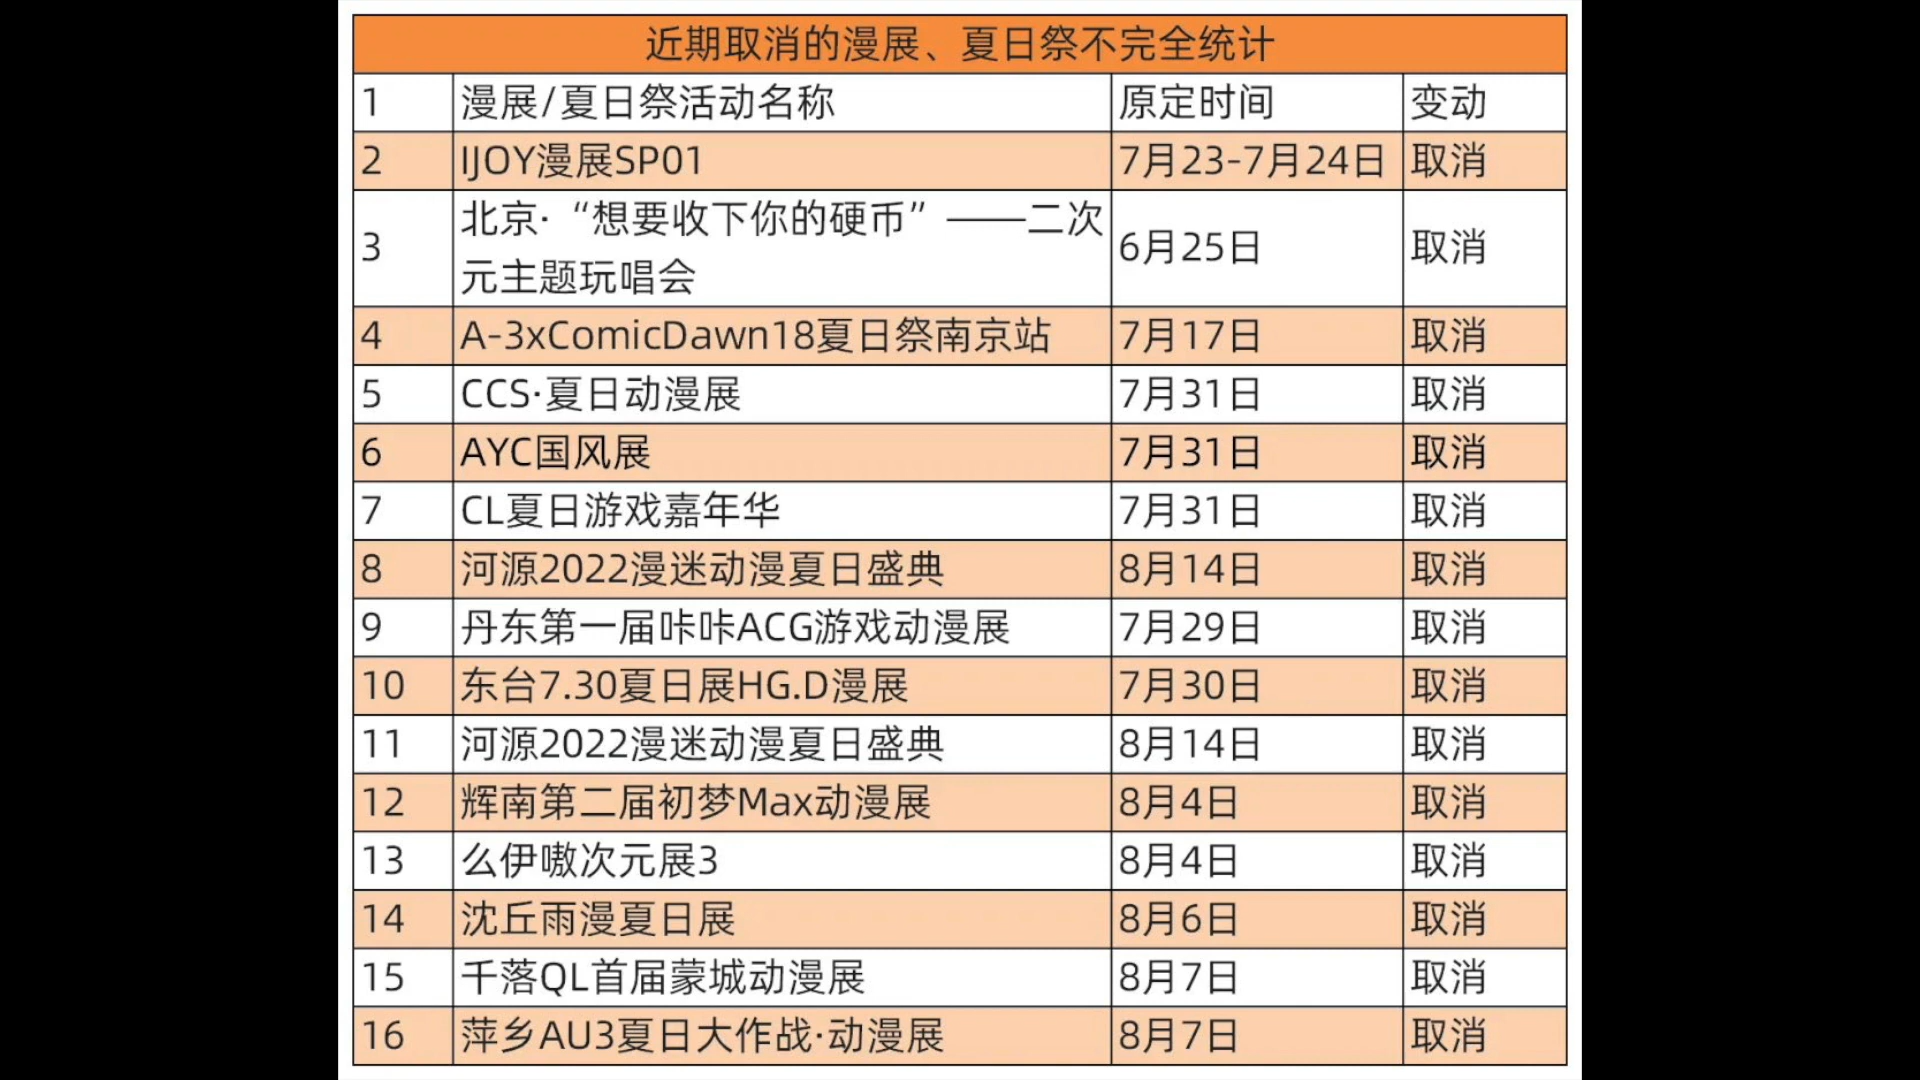 近期取消的漫展、夏日祭不完全统计
1 漫展/夏日祭活动名称 原定时间 变动
2 IJOY漫展SP01 7月23-7月24日 取消
3 北京·“想要收下你的硬币”——二次
元主题玩唱会 6月25日 取消
4 A-3xComicDawn18夏日祭南京站 7月17日 取消
5 CCS·夏日动漫展 7月31日 取消
6 AYC国风展 7月31日 取消
7 CL夏日游戏嘉年华 7月31日 取消
8 河源2022漫迷动漫夏日盛典 8月14日 取消
9 丹东第一届咔咔ACG游戏动漫展 7月29日 取消
10 东台7.30夏日展HG.D漫展 7月30日 取消
11 河源2022漫迷动漫夏日盛典 8月14日 取消
12 辉南第二届初梦Max动漫展 8月4日 取消
13 么伊嗷次元展3 8月4日 取消
14 沈丘雨漫夏日展 8月6日 取消
15 千落QL首届蒙城动漫展 8月7日 取消
16 萍乡AU3夏日大作战·动漫展 8月7日 取消